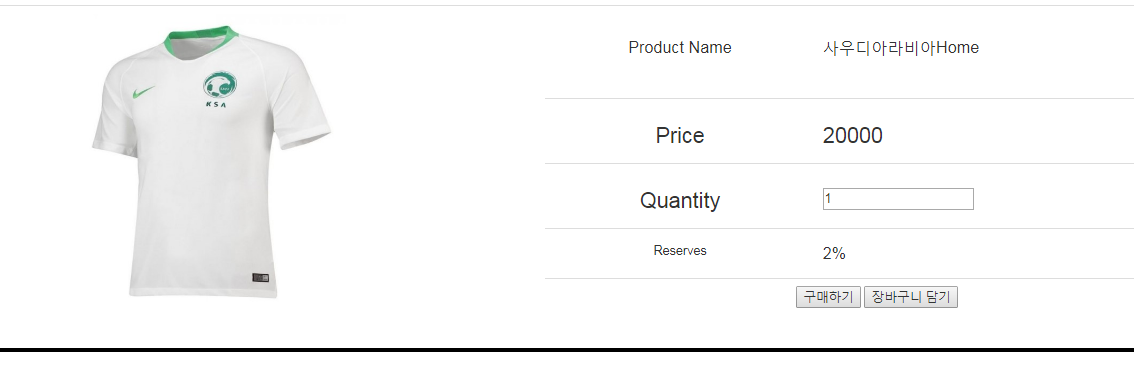 KSA
Product Name 사우디아라비아Home
Price 20000
Quantity 1
Reserves 2%
구매하기 장바구니 담기